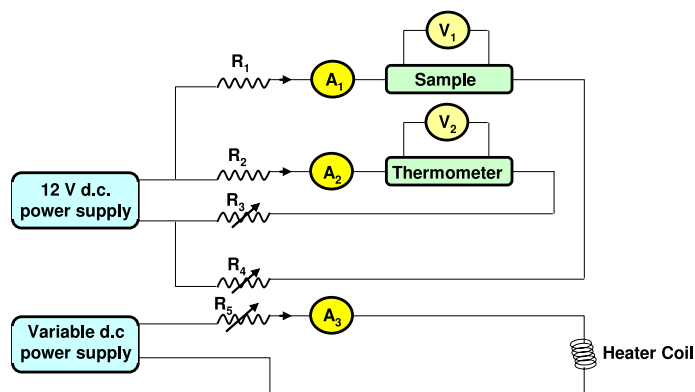 V1
R1
A1
Sample
V2
R2
A2
Thermometer
12 V d.c.
power supply
R3
R4
R5
Variable d.c
power supply
A3
Heater Coil